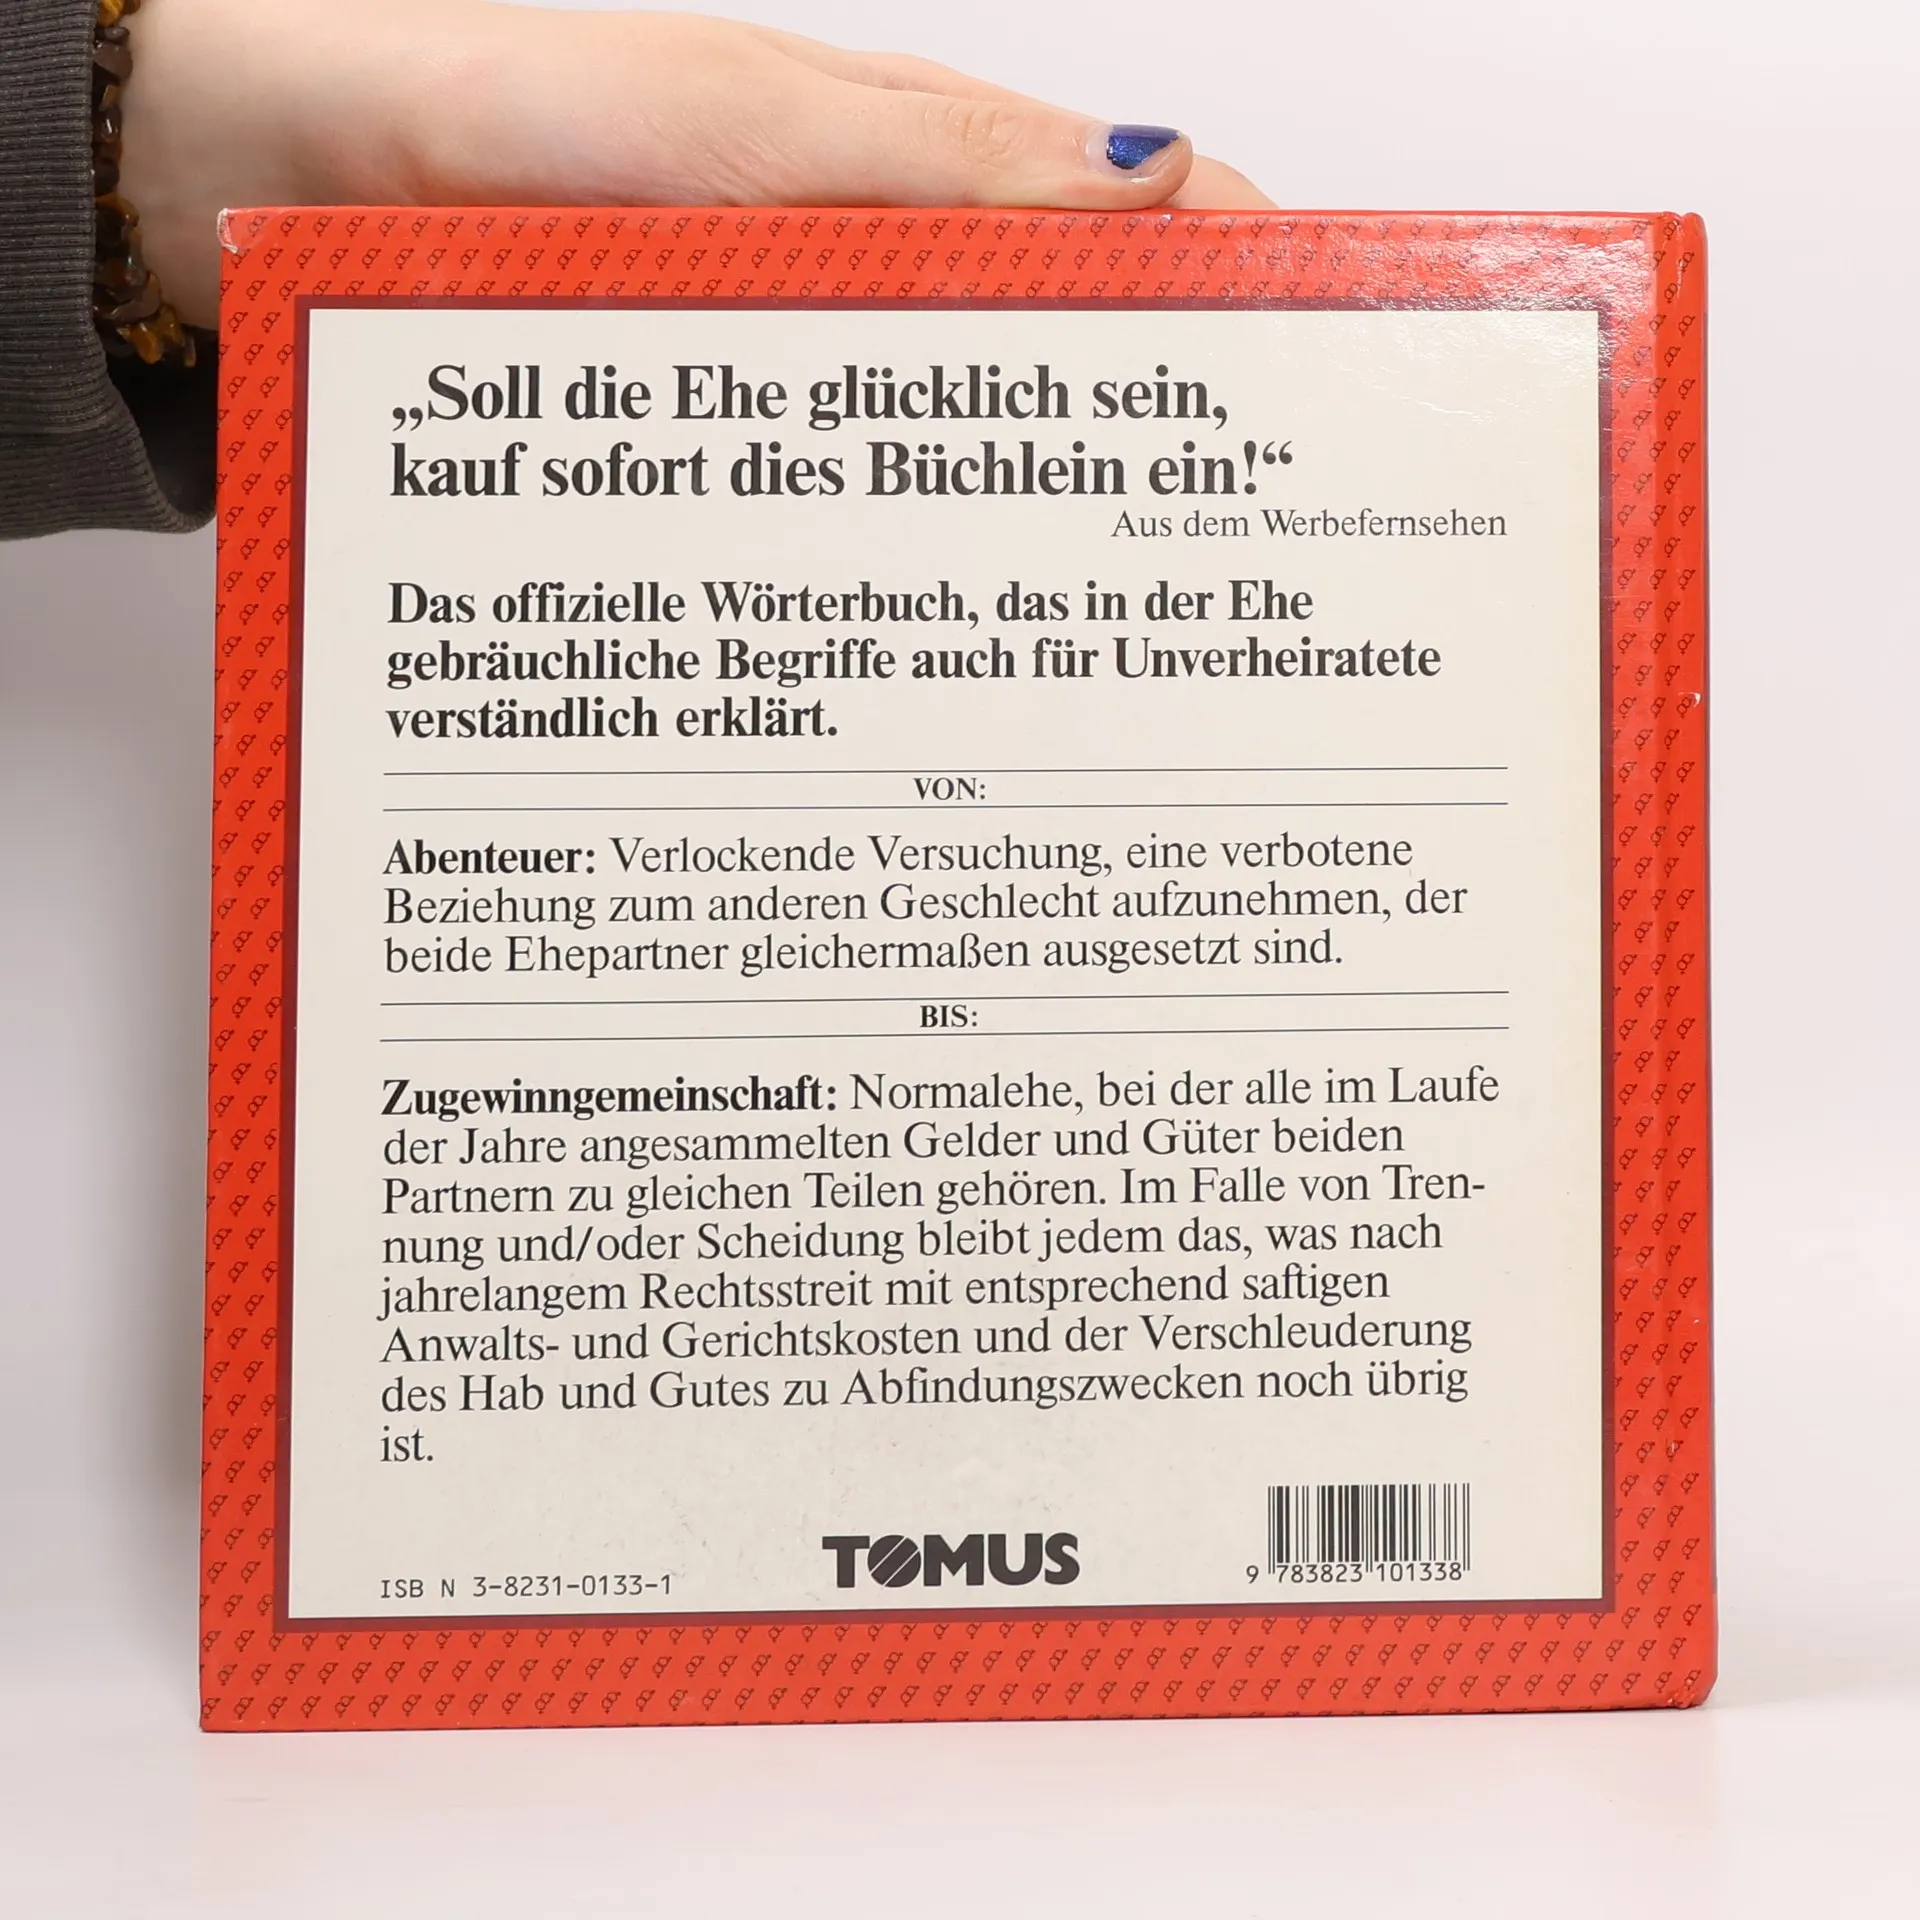 „Soll die Ehe glücklich sein,
kauf sofort dies Büchlein ein!“
Aus dem Werbefernsehen
Das offizielle Wörterbuch, das in der Ehe
gebräuchliche Begriffe auch für Unverheiratete
verständlich erklärt.
VON:
Abenteuer: Verlockende Versuchung, eine verbotene
Beziehung zum anderen Geschlecht aufzunehmen, der
beide Ehepartner gleichermaßen ausgesetzt sind.
BIS:
Zugewinngemeinschaft: Normalehe, bei der alle im Laufe
der Jahre angesammelten Gelder und Güter beiden
Partnern zu gleichen Teilen gehören. Im Falle von Tren-
nung und/oder Scheidung bleibt jedem das, was nach
jahrelangem Rechtsstreit mit entsprechend saftigen
Anwalts- und Gerichtskosten und der Verschleuderung
des Hab und Gutes zu Abfindungszwecken noch übrig
ist.
ISB N 3-8231-0133-1
TOMUS
9 783823 101338